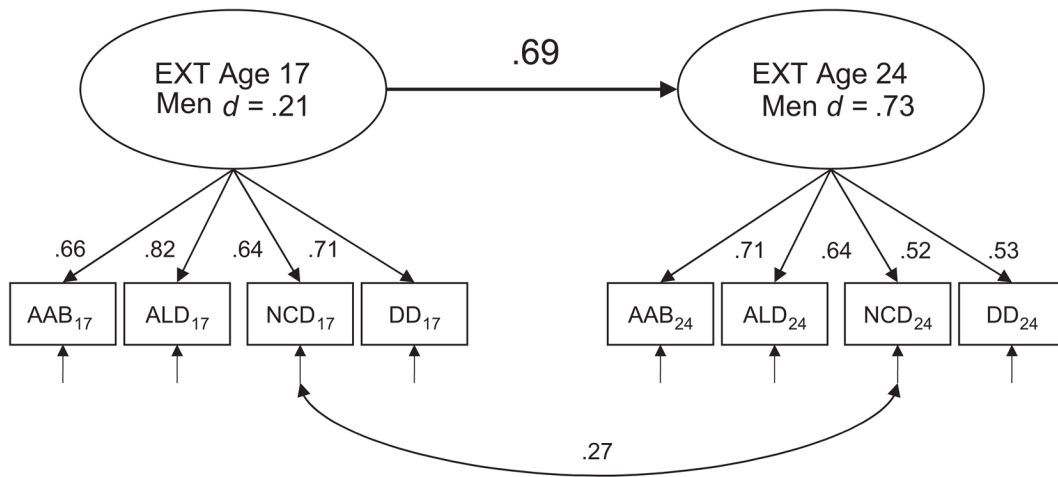 EXT Age 17
Men d = .21
.69
EXT Age 24
Men d = .73
.66 .82 .64 .71
.71 .64 .52 .53
AAB₁₇ ALD₁₇ NCD₁₇ DD₁₇
AAB₂₄ ALD₂₄ NCD₂₄ DD₂₄
.27